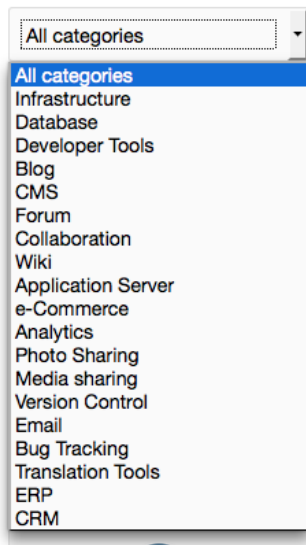 All categories
All categories
Infrastructure
Database
Developer Tools
Blog
CMS
Forum
Collaboration
Wiki
Application Server
e-Commerce
Analytics
Photo Sharing
Media sharing
Version Control
Email
Bug Tracking
Translation Tools
ERP
CRM